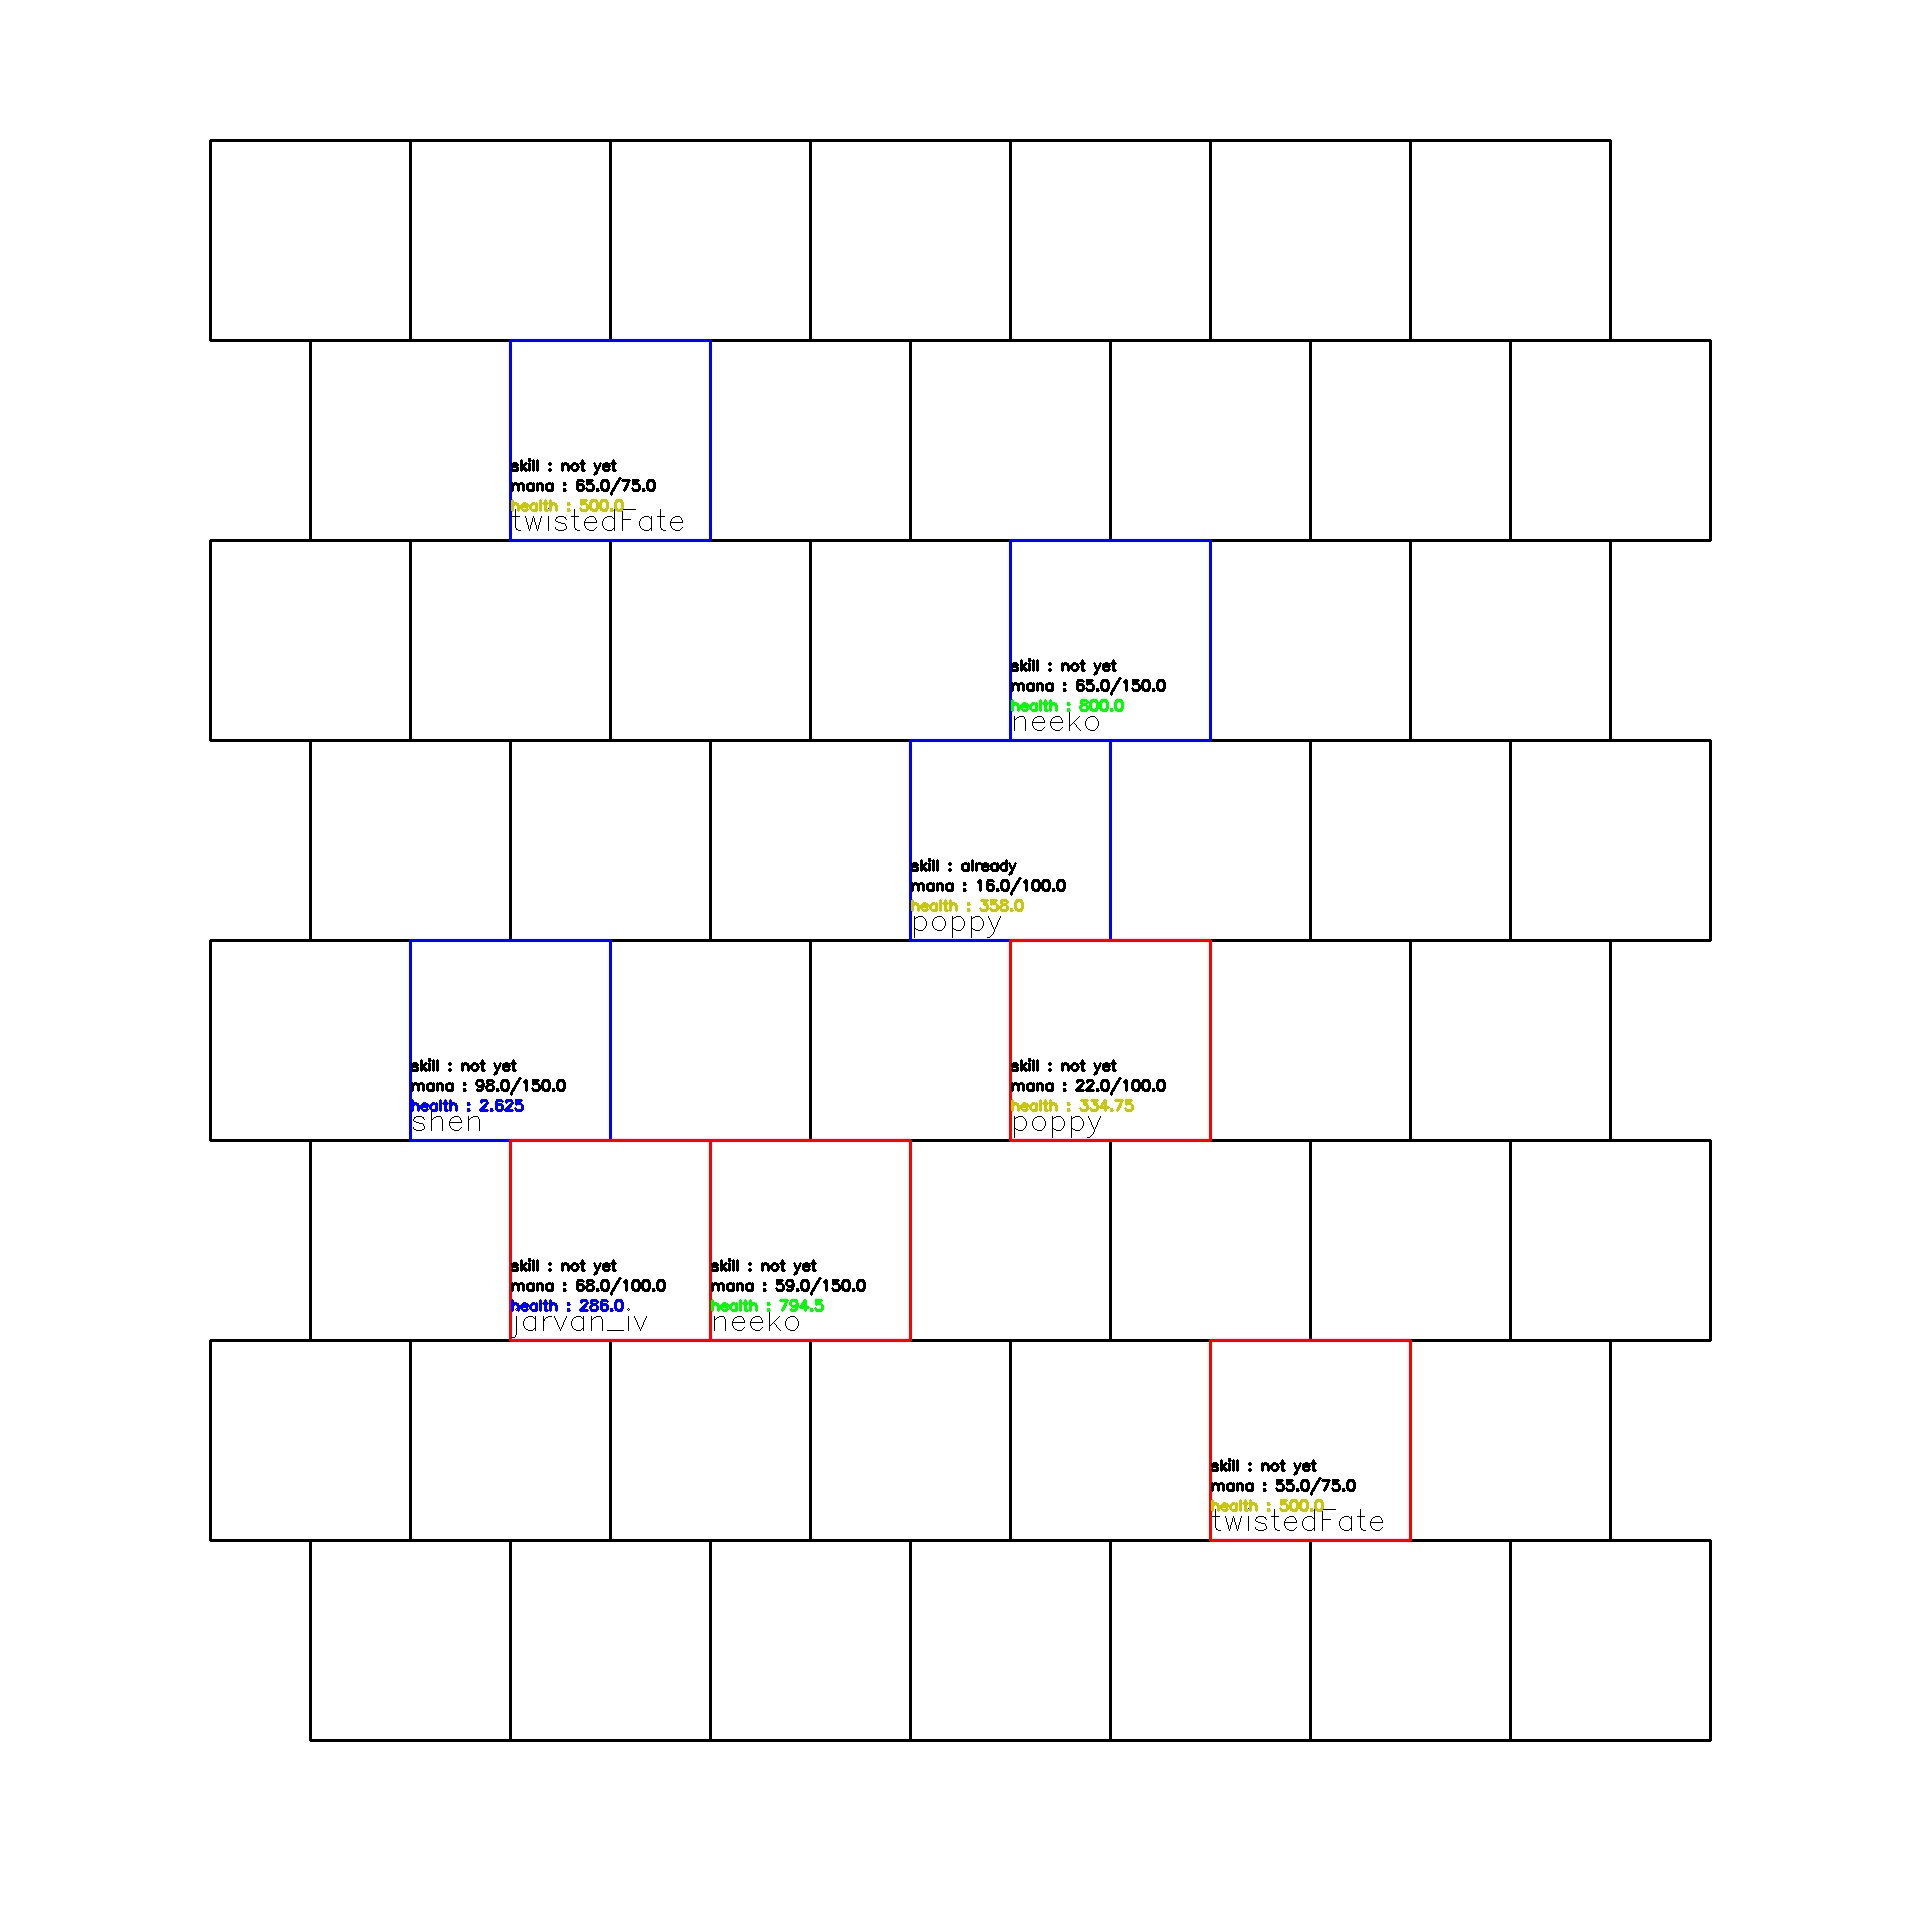 skill : not yet
mana : 65.0/75.0
health : 500.0
twistedFate
skill : not yet
mana : 65.0/150.0
health : 800.0
neeko
skill : already
mana : 16.0/100.0
health : 358.0
poppy
skill : not yet
mana : 98.0/150.0
health : 2.625
shen
skill : not yet
mana : 22.0/100.0
health : 334.75
poppy
skill : not yet
mana : 68.0/100.0
health : 286.0
jarvan_iv
skill : not yet
mana : 59.0/150.0
health : 794.5
neeko
skill : not yet
mana : 55.0/75.0
health : 500.0
twistedFate